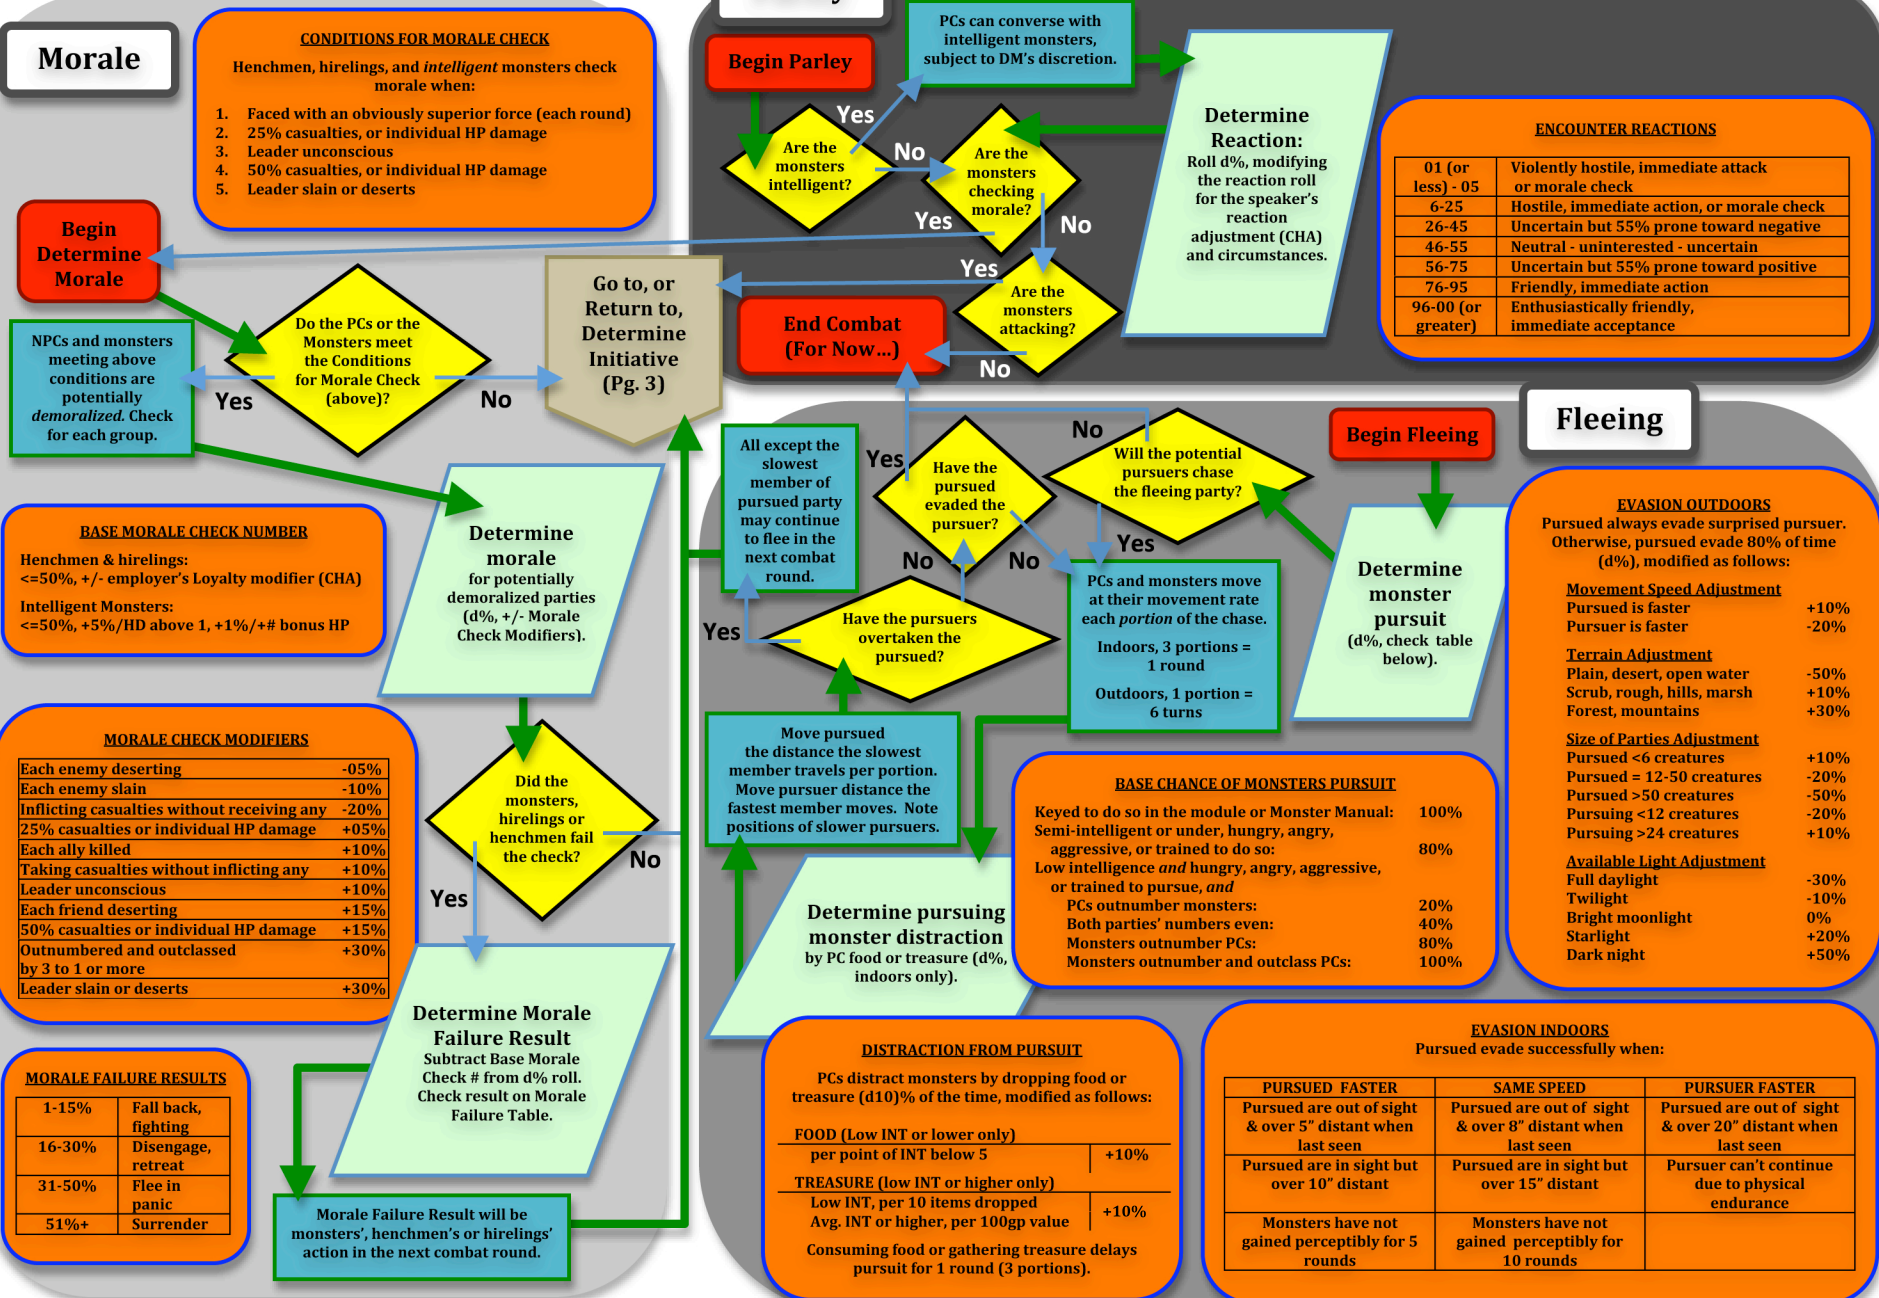 Morale
CONDITIONS FOR MORALE CHECK
Henchmen, hirelings, and intelligent monsters check
morale when:
1. Faced with an obviously superior force (each round)
2. 25% casualties, or individual HP damage
3. Leader unconscious
4. 50% casualties, or individual HP damage
5. Leader slain or deserts
Begin
Determine
Morale
Do the PCs or the
Monsters meet
the Conditions
for Morale Check
(above)?
Yes
No
NPCs and monsters
meeting above
conditions are
potentially
demoralized. Check
for each group.
Go to, or
Return to,
Determine
Initiative
(Pg. 3)
BASE MORALE CHECK NUMBER
Henchmen & hirelings:
<=50%, +/- employer's Loyalty modifier (CHA)
Intelligent Monsters:
<=50%, +5%/HD above 1, +1%/+# bonus HP
Determine
morale
for potentially
demoralized parties
(d%, +/- Morale
Check Modifiers).
MORALE CHECK MODIFIERS
Each enemy deserting -05%
Each enemy slain -10%
Inflicting casualties without receiving any -20%
25% casualties or individual HP damage +05%
Each ally killed +10%
Taking casualties without inflicting any +10%
Leader unconscious +10%
Each friend deserting +15%
50% casualties or individual HP damage +15%
Outnumbered and outclassed +30%
by 3 to 1 or more
Leader slain or deserts +30%
Did the
monsters,
hirelings or
henchmen fail
the check?
No
Yes
Determine Morale
Failure Result
Subtract Base Morale
Check # from d% roll.
Check result on Morale
Failure Table.
MORALE FAILURE RESULTS
1-15% Fall back,
fighting
16-30% Disengage,
retreat
31-50% Flee in
panic
51%+ Surrender
Morale Failure Result will be
monsters', henchmen's or hirelings'
action in the next combat round.
Begin Parley
PCs can converse with
intelligent monsters,
subject to DM's discretion.
Are the
monsters
intelligent?
Yes
No
Are the
monsters
checking
morale?
Yes
No
Are the
monsters
attacking?
Yes
No
End Combat
(For Now...)
Determine
Reaction:
Roll d%, modifying
the reaction roll
for the speaker's
reaction
adjustment (CHA)
and circumstances.
ENCOUNTER REACTIONS
01 (or Violently hostile, immediate attack
less) - 05 or morale check
6-25 Hostile, immediate action, or morale check
26-45 Uncertain but 55% prone toward negative
46-55 Neutral - uninterested - uncertain
56-75 Uncertain but 55% prone toward positive
76-95 Friendly, immediate action
96-00 (or Enthusiastically friendly,
greater) immediate acceptance
Fleeing
Begin Fleeing
Determine
monster
pursuit
(d%, check table
below).
Will the potential
pursuers chase
the fleeing party?
No
Yes
Have the
pursued
evaded the
pursuer?
Yes
No
No
All except the
slowest
member of
pursued party
may continue
to flee in the
next combat
round.
Yes
Have the pursuers
overtaken the
pursued?
PCs and monsters move
at their movement rate
each portion of the chase.
Indoors, 3 portions =
1 round
Outdoors, 1 portion =
6 turns
Move pursued
the distance the slowest
member travels per portion.
Move pursuer distance the
fastest member moves. Note
positions of slower pursuers.
Determine pursuing
monster distraction
by PC food or treasure (d%,
indoors only).
BASE CHANCE OF MONSTERS PURSUIT
Keyed to do so in the module or Monster Manual: 100%
Semi-intelligent or under, hungry, angry,
aggressive, or trained to do so: 80%
Low intelligence and hungry, angry, aggressive,
or trained to pursue, and
PCs outnumber monsters: 20%
Both parties' numbers even: 40%
Monsters outnumber PCs: 80%
Monsters outnumber and outclass PCs: 100%
EVASION OUTDOORS
Pursued always evade surprised pursuer.
Otherwise, pursued evade 80% of time
(d%), modified as follows:
Movement Speed Adjustment
Pursued is faster +10%
Pursuer is faster -20%
Terrain Adjustment
Plain, desert, open water -50%
Scrub, rough, hills, marsh +10%
Forest, mountains +30%
Size of Parties Adjustment
Pursued <6 creatures +10%
Pursued = 12-50 creatures -20%
Pursued >50 creatures -50%
Pursuing <12 creatures -20%
Pursuing >24 creatures +10%
Available Light Adjustment
Full daylight -30%
Twilight -10%
Bright moonlight 0%
Starlight +20%
Dark night +50%
DISTRACTION FROM PURSUIT
PCs distract monsters by dropping food or
treasure (d10)% of the time, modified as follows:
FOOD (Low INT or lower only)
per point of INT below 5 +10%
TREASURE (low INT or higher only)
Low INT, per 10 items dropped
Avg. INT or higher, per 100gp value +10%
Consuming food or gathering treasure delays
pursuit for 1 round (3 portions).
EVASION INDOORS
Pursued evade successfully when:
PURSUED FASTER SAME SPEED PURSUER FASTER
Pursued are out of sight Pursued are out of sight Pursued are out of sight
& over 5" distant when & over 8" distant when & over 20" distant when
last seen last seen last seen
Pursued are in sight but Pursued are in sight but Pursuer can't continue
over 10" distant over 15" distant due to physical
endurance
Monsters have not Monsters have not
gained perceptibly for 5 gained perceptibly for
rounds 10 rounds